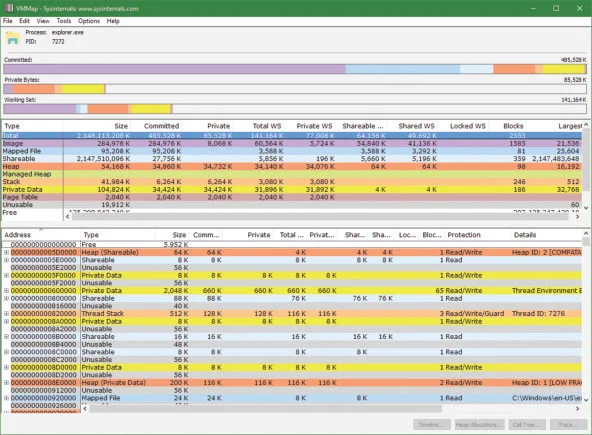 VMMap - Sysinternals: www.sysinternals.com
File Edit View Tools Options Help
Process: explorer.exe
PID: 7272
Committed: 485,528 K
Private Bytes: 85,528 K
Working Set: 141,164 K
Type Size Committed Private Total WS Private WS Shareable ... Shared WS Locked WS Blocks Largest
Total 2,148,113,208 K 485,528 K 85,528 K 141,164 K 77,008 K 64,156 K 49,692 K 2555
Image 284,976 K 284,976 K 8,068 K 60,564 K 5,724 K 54,840 K 41,136 K 1585 21,536
Mapped File 95,208 K 95,208 K 3,588 K 3,588 K 3,292 K 81 25,604
Shareable 2,147,510,096 K 27,756 K 5,856 K 196 K 5,660 K 5,196 K 359 2,147,483,648
Heap 54,168 K 34,860 K 34,732 K 34,140 K 34,076 K 64 K 64 K 98 16,192
Managed Heap
Stack 41,984 K 6,264 K 6,264 K 3,080 K 3,080 K 246 512
Private Data 104,824 K 34,424 K 34,424 K 31,896 K 31,892 K 4 K 4 K 186 32,768
Page Table 2,040 K 2,040 K 2,040 K 2,040 K 2,040 K
Unusable 19,912 K 60
Free
Address Type Size Comm... Private Total ... Privat... Shar... Sha... Loc... Bloc... Protection Details
0000000000000000 Free 5,952 K
00000000005D0000 Heap (Shareable) 64 K 64 K 4 K 4 K 1 Read/Write Heap ID: 2 [COMPATA
00000000005E0000 Shareable 8 K 8 K 8 K 8 K 1 Read
00000000005E2000 Unusable 56 K
00000000005F0000 Private Data 8 K 8 K 8 K 8 K 8 K 1 Read/Write
00000000005F2000 Unusable 56 K
0000000000600000 Private Data 2,048 K 660 K 660 K 660 K 660 K 65 Read/Write Thread Environment B
0000000000800000 Shareable 88 K 88 K 76 K 76 K 76 K 1 Read
0000000000816000 Unusable 40 K
0000000000820000 Thread Stack 512 K 128 K 128 K 116 K 116 K 3 Read/Write/Guard Thread ID: 7276
00000000008A0000 Private Data 8 K 8 K 8 K 8 K 8 K 1 Read/Write
00000000008A2000 Unusable 56 K
00000000008B0000 Shareable 16 K 16 K 16 K 16 K 16 K 1 Read
00000000008B4000 Unusable 48 K
00000000008C0000 Shareable 8 K 8 K 8 K 8 K 1 Read
00000000008C2000 Unusable 56 K
00000000008D0000 Private Data 8 K 8 K 8 K 8 K 8 K 1 Read/Write
00000000008D2000 Unusable 56 K
00000000008E0000 Heap (Private Data) 200 K 116 K 116 K 116 K 116 K 2 Read/Write Heap ID: 1 [LOW FRA
0000000000912000 Unusable 56 K
0000000000920000 Mapped File 24 K 24 K 8 K 8 K 8 K 1 Read C:\Windows\en-US\ex
0000000000926000
Timeline... Heap Allocations... Call Tree... Trace...